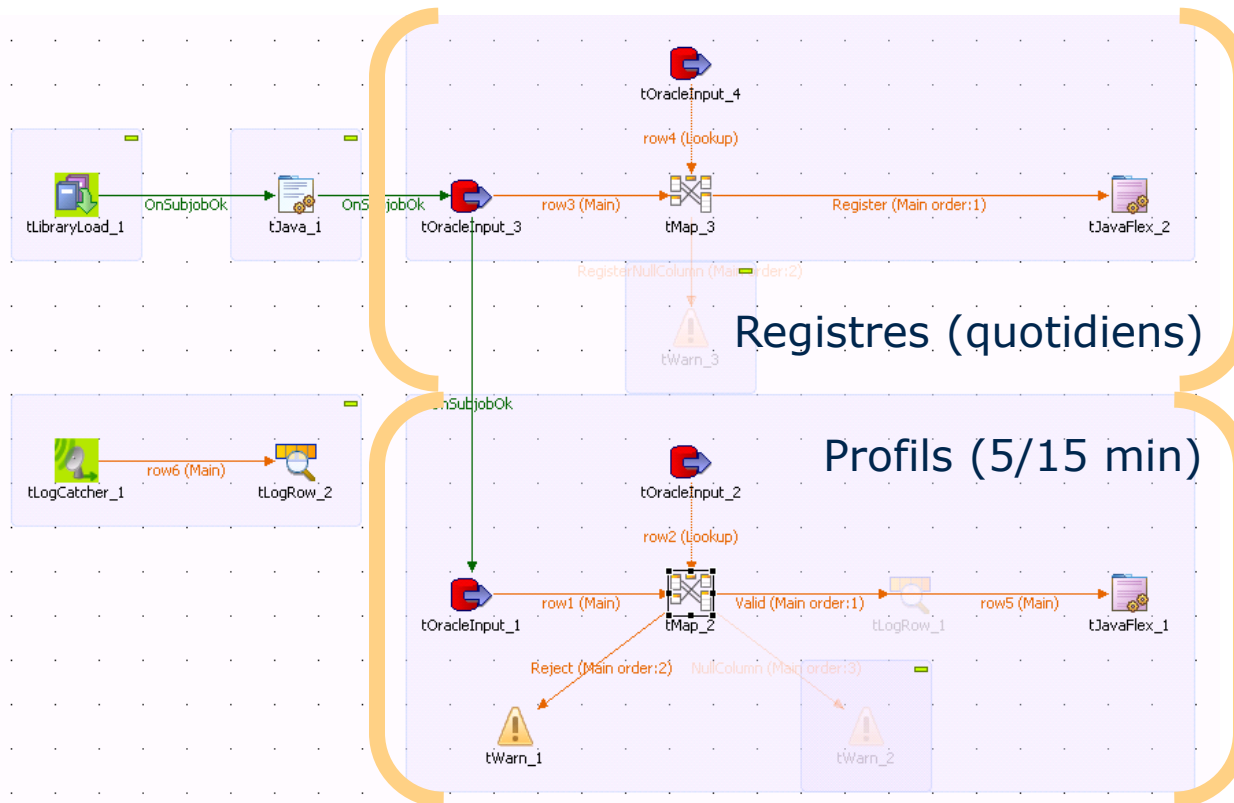 tOracleInput_4
row4 (Lookup)
OnSubjobOk
OnSubjobOk
row3 (Main)
Register (Main order:1)
tLibraryLoad_1
tJava_1
tOracleInput_3
tMap_3
tJavaFlex_2
RegisterNullColumn (Main order:2)
Registres (quotidiens)
tWarn_3
OnSubjobOk
Profils (5/15 min)
row6 (Main)
tLogCatcher_1
tLogRow_2
tOracleInput_2
row2 (Lookup)
row1 (Main)
Valid (Main order:1)
row5 (Main)
tOracleInput_1
tMap_2
tLogRow_1
tJavaFlex_1
Reject (Main order:2)
NullColumn (Main order:3)
tWarn_1
tWarn_2